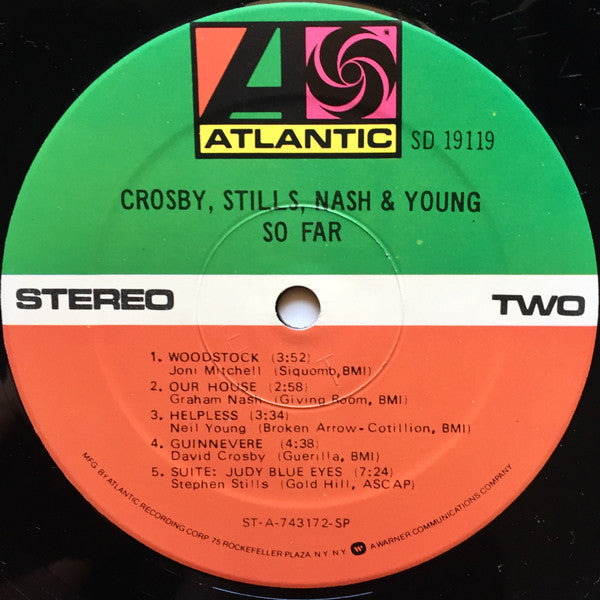 ATLANTIC SD 19119
CROSBY, STILLS, NASH & YOUNG
SO FAR
STEREO TWO
1. WOODSTOCK (3:52)
Joni Mitchell (Siquomb, BMI)
2. OUR HOUSE (2:58)
Graham Nash (Giving Room, BMI)
3. HELPLESS (3:34)
Neil Young (Broken Arrow-Cotillion, BMI)
4. GUINNEVERE (4:38)
David Crosby (Guerilla, BMI)
5. SUITE: JUDY BLUE EYES (7:24)
Stephen Stills (Gold Hill, ASCAP)
ST-A-743172-SP
MFG. BY ATLANTIC RECORDING CORP. 75 ROCKEFELLER PLAZA, N.Y. N.Y. A WARNER COMMUNICATIONS COMPANY